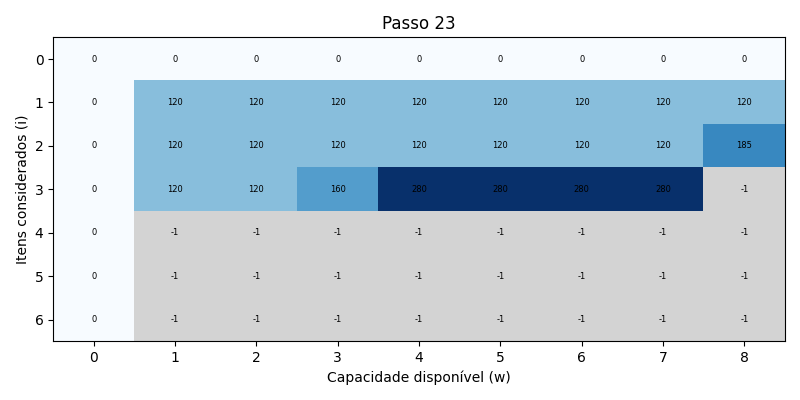 Passo 23
Itens considerados (i)
0 0 0 0 0 0 0 0 0 0
1 0 120 120 120 120 120 120 120 120
2 0 120 120 120 120 120 120 120 185
3 0 120 120 160 280 280 280 280 -1
4 0 -1 -1 -1 -1 -1 -1 -1 -1
5 0 -1 -1 -1 -1 -1 -1 -1 -1
6 0 -1 -1 -1 -1 -1 -1 -1 -1
0 1 2 3 4 5 6 7 8
Capacidade disponível (w)